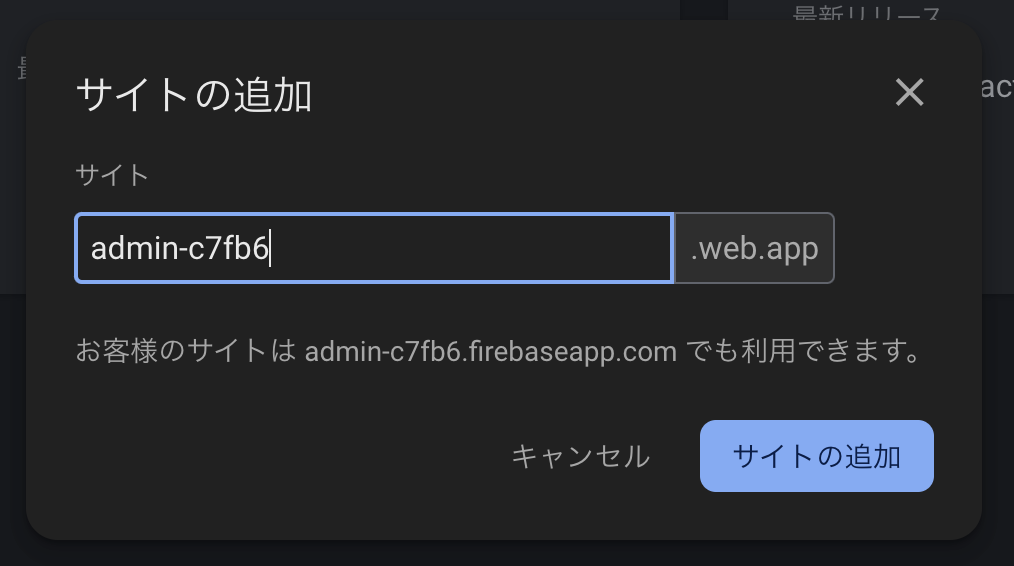 最新リリース
サイトの追加
サイト
admin-c7fb6
.web.app
お客様のサイトは admin-c7fb6.firebaseapp.com でも利用できます。
キャンセル
サイトの追加